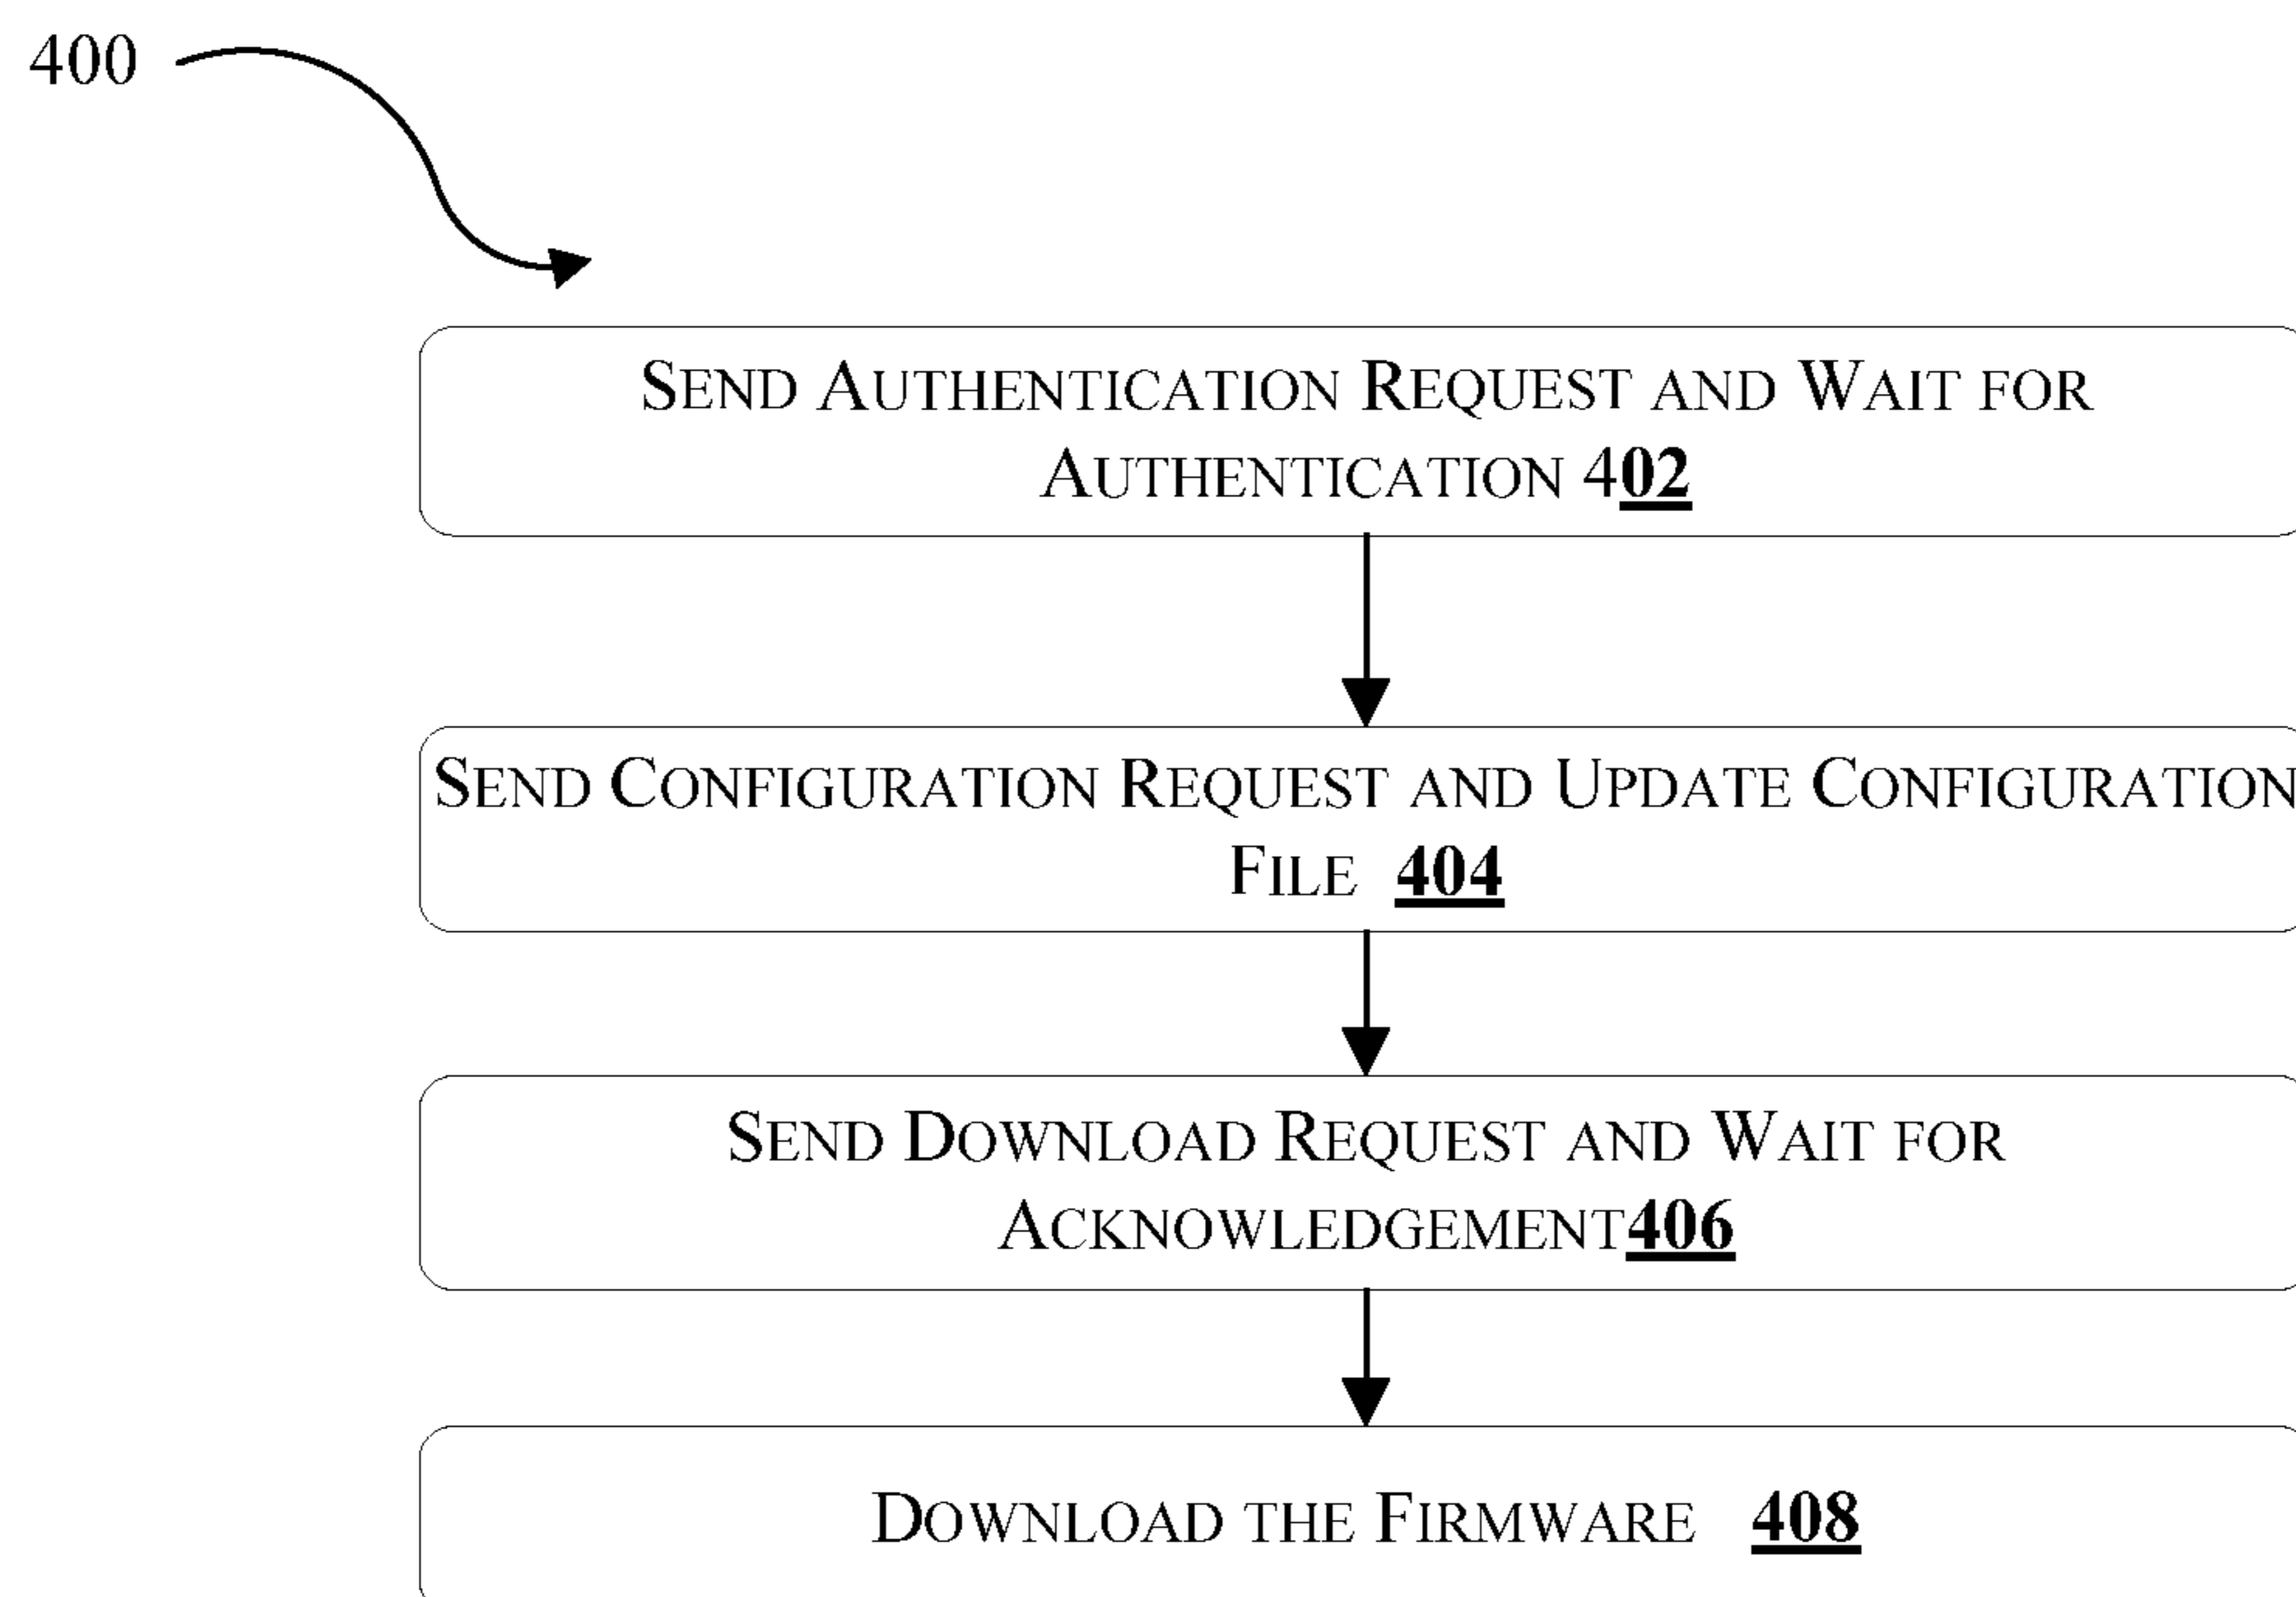 400
SEND AUTHENTICATION REQUEST AND WAIT FOR
AUTHENTICATION 402
SEND CONFIGURATION REQUEST AND UPDATE CONFIGURATION
FILE 404
SEND DOWNLOAD REQUEST AND WAIT FOR
ACKNOWLEDGEMENT406
DOWNLOAD THE FIRMWARE 408